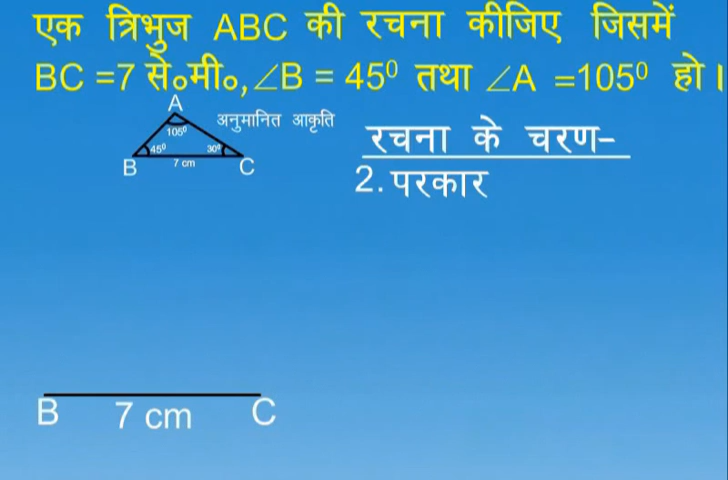 एक त्रिभुज ABC की रचना कीजिए जिसमें
BC =7 से०मी०,∠B = 45⁰ तथा ∠A =105⁰ हो।
A
अनुमानित आकृति
105⁰
45⁰
30⁰
B
7 cm
C
रचना के चरण–
2. परकार
B 7 cm C